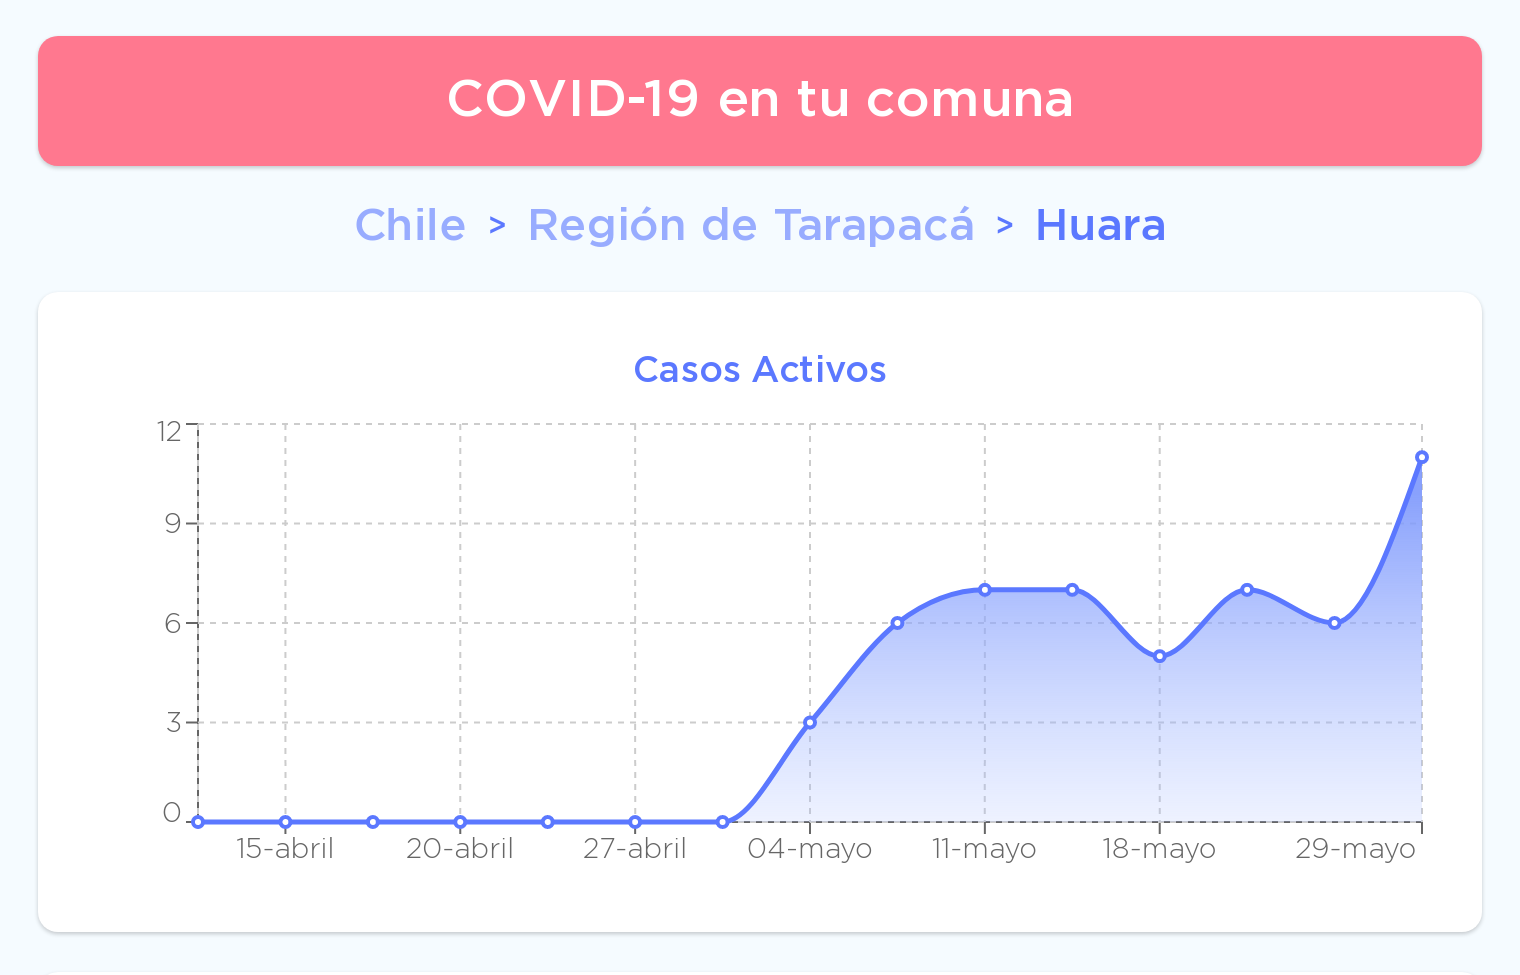 COVID-19 en tu comuna
Chile > Región de Tarapacá > Huara
Casos Activos
12
9
6
3
0
15-abril 20-abril 27-abril 04-mayo 11-mayo 18-mayo 29-mayo